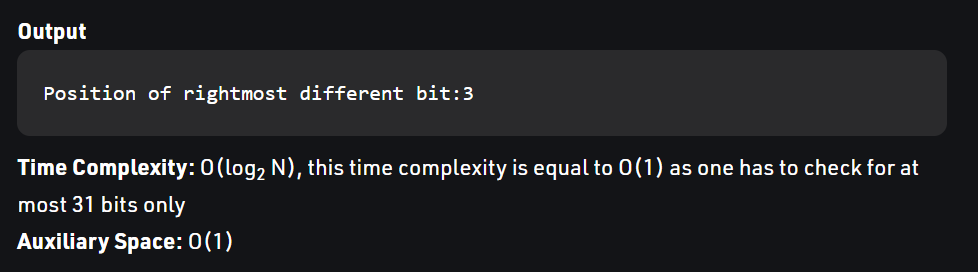 Output
Position of rightmost different bit:3
Time Complexity: O(log₂ N), this time complexity is equal to O(1) as one has to check for at
most 31 bits only
Auxiliary Space: O(1)